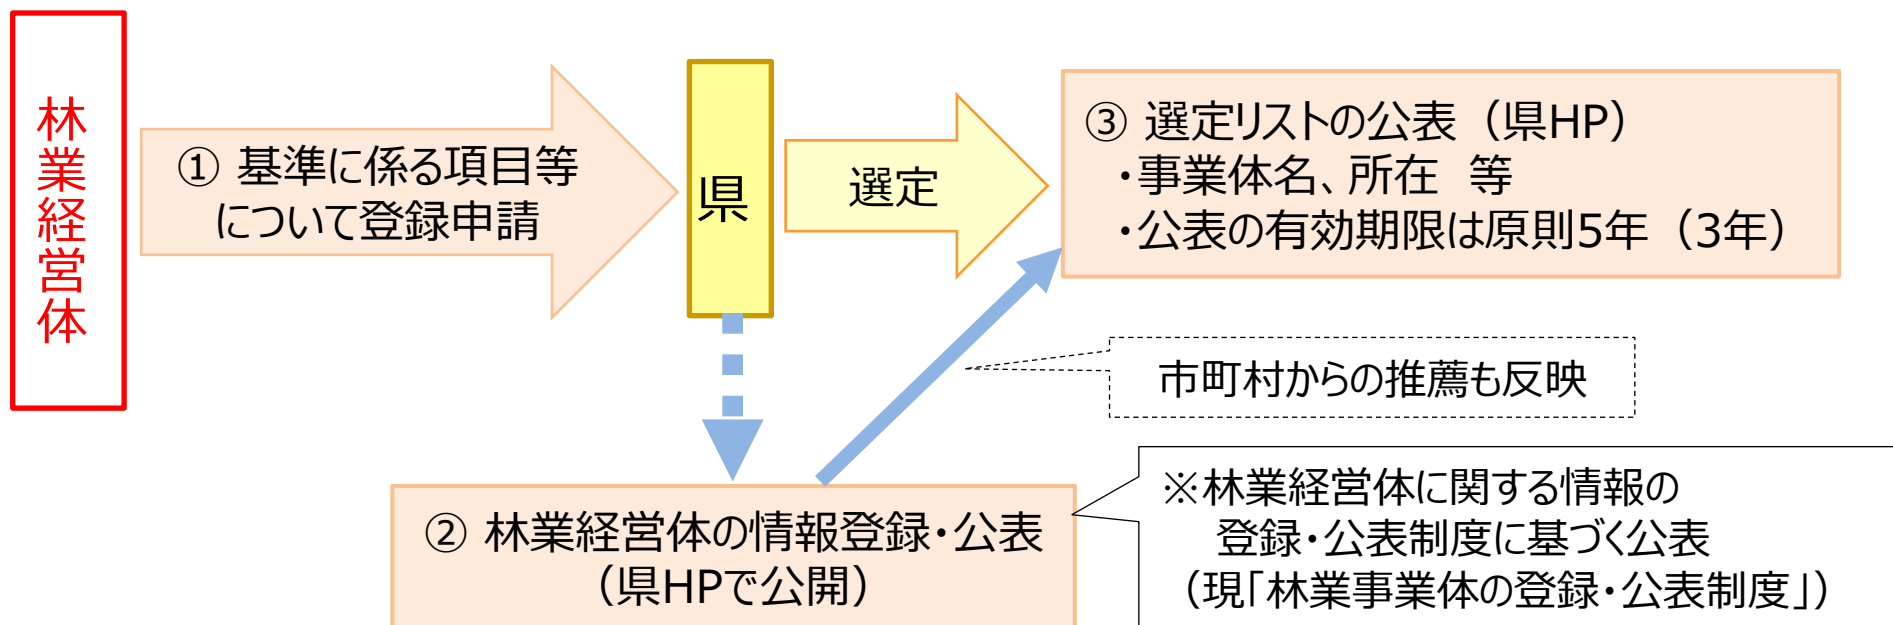 林業経営体
① 基準に係る項目等
について登録申請
県
選定
③ 選定リストの公表（県HP）
・事業体名、所在　等
・公表の有効期限は原則5年（3年）
市町村からの推薦も反映
② 林業経営体の情報登録・公表
（県HPで公開）
※林業経営体に関する情報の
登録・公表制度に基づく公表
（現「林業事業体の登録・公表制度」）